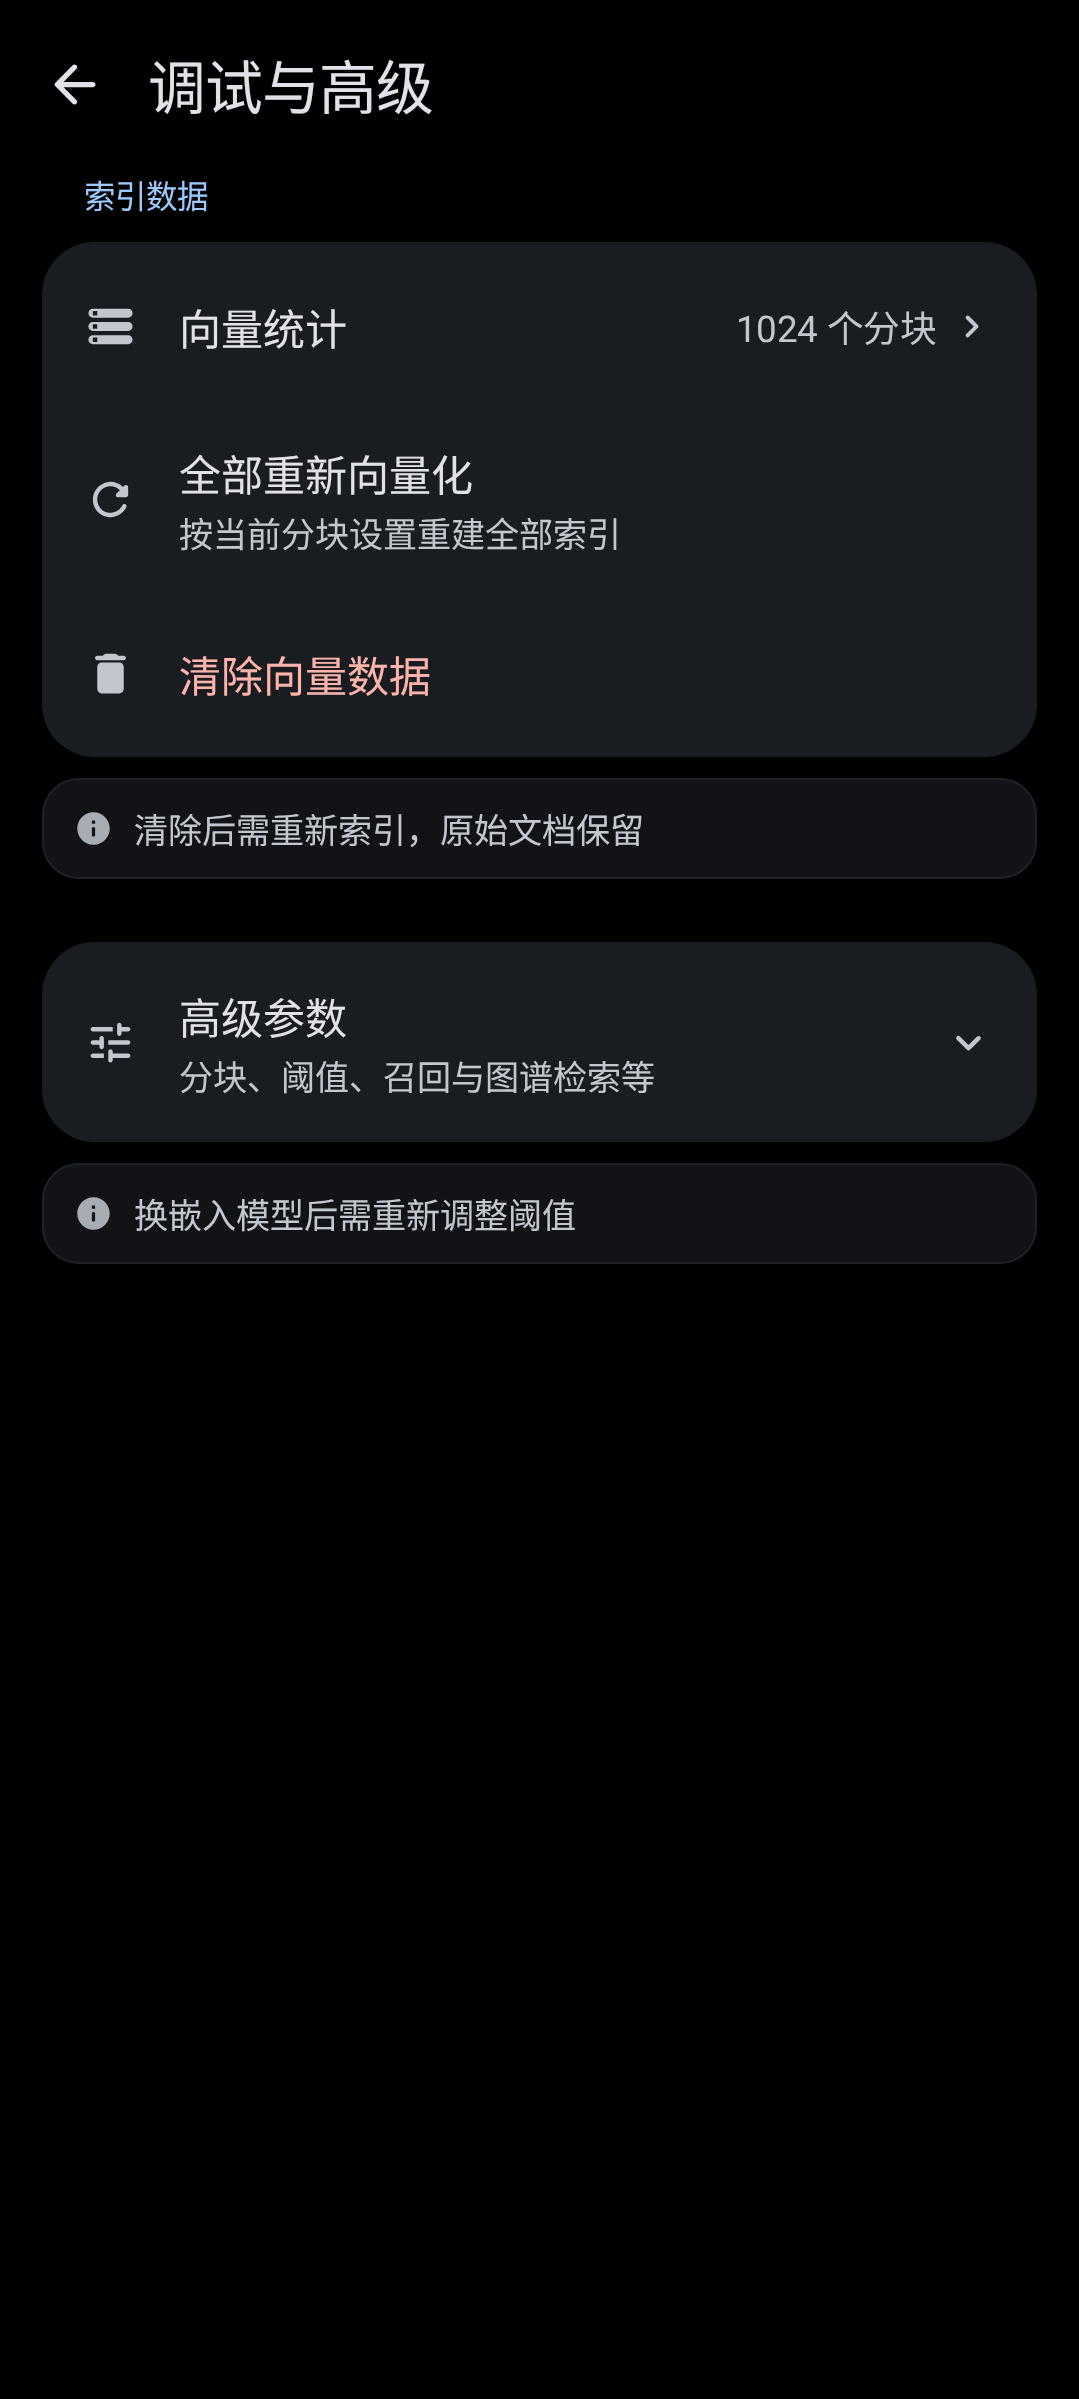 调试与高级
索引数据
向量统计
1024 个分块
全部重新向量化
按当前分块设置重建全部索引
清除向量数据
清除后需重新索引，原始文档保留
高级参数
分块、阈值、召回与图谱检索等
换嵌入模型后需重新调整阈值